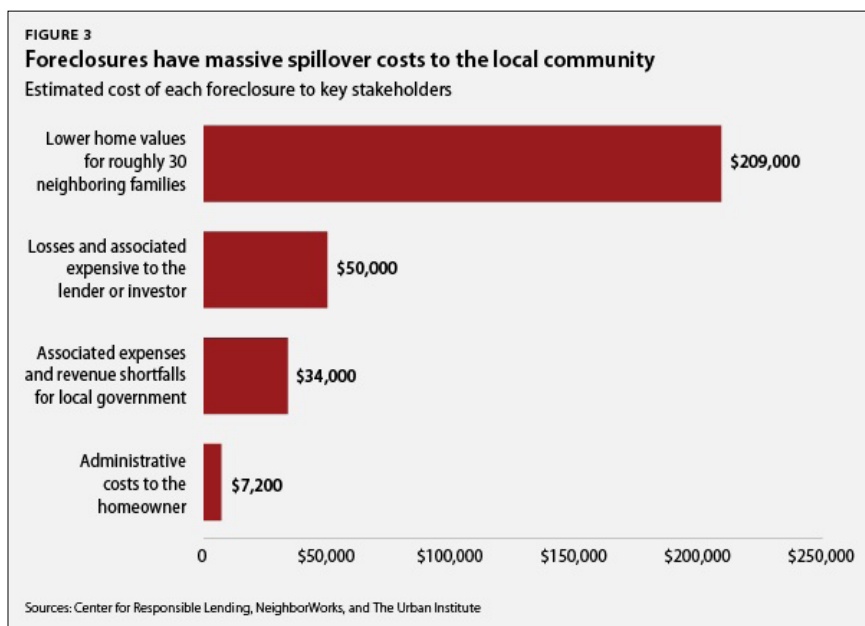 FIGURE 3
Foreclosures have massive spillover costs to the local community
Estimated cost of each foreclosure to key stakeholders
Lower home values
for roughly 30
neighboring families
$209,000
Losses and associated
expensive to the
lender or investor
$50,000
Associated expenses
and revenue shortfalls
for local government
$34,000
Administrative
costs to the
homeowner
$7,200
0 $50,000 $100,000 $150,000 $200,000 $250,000
Sources: Center for Responsible Lending, NeighborWorks, and The Urban Institute